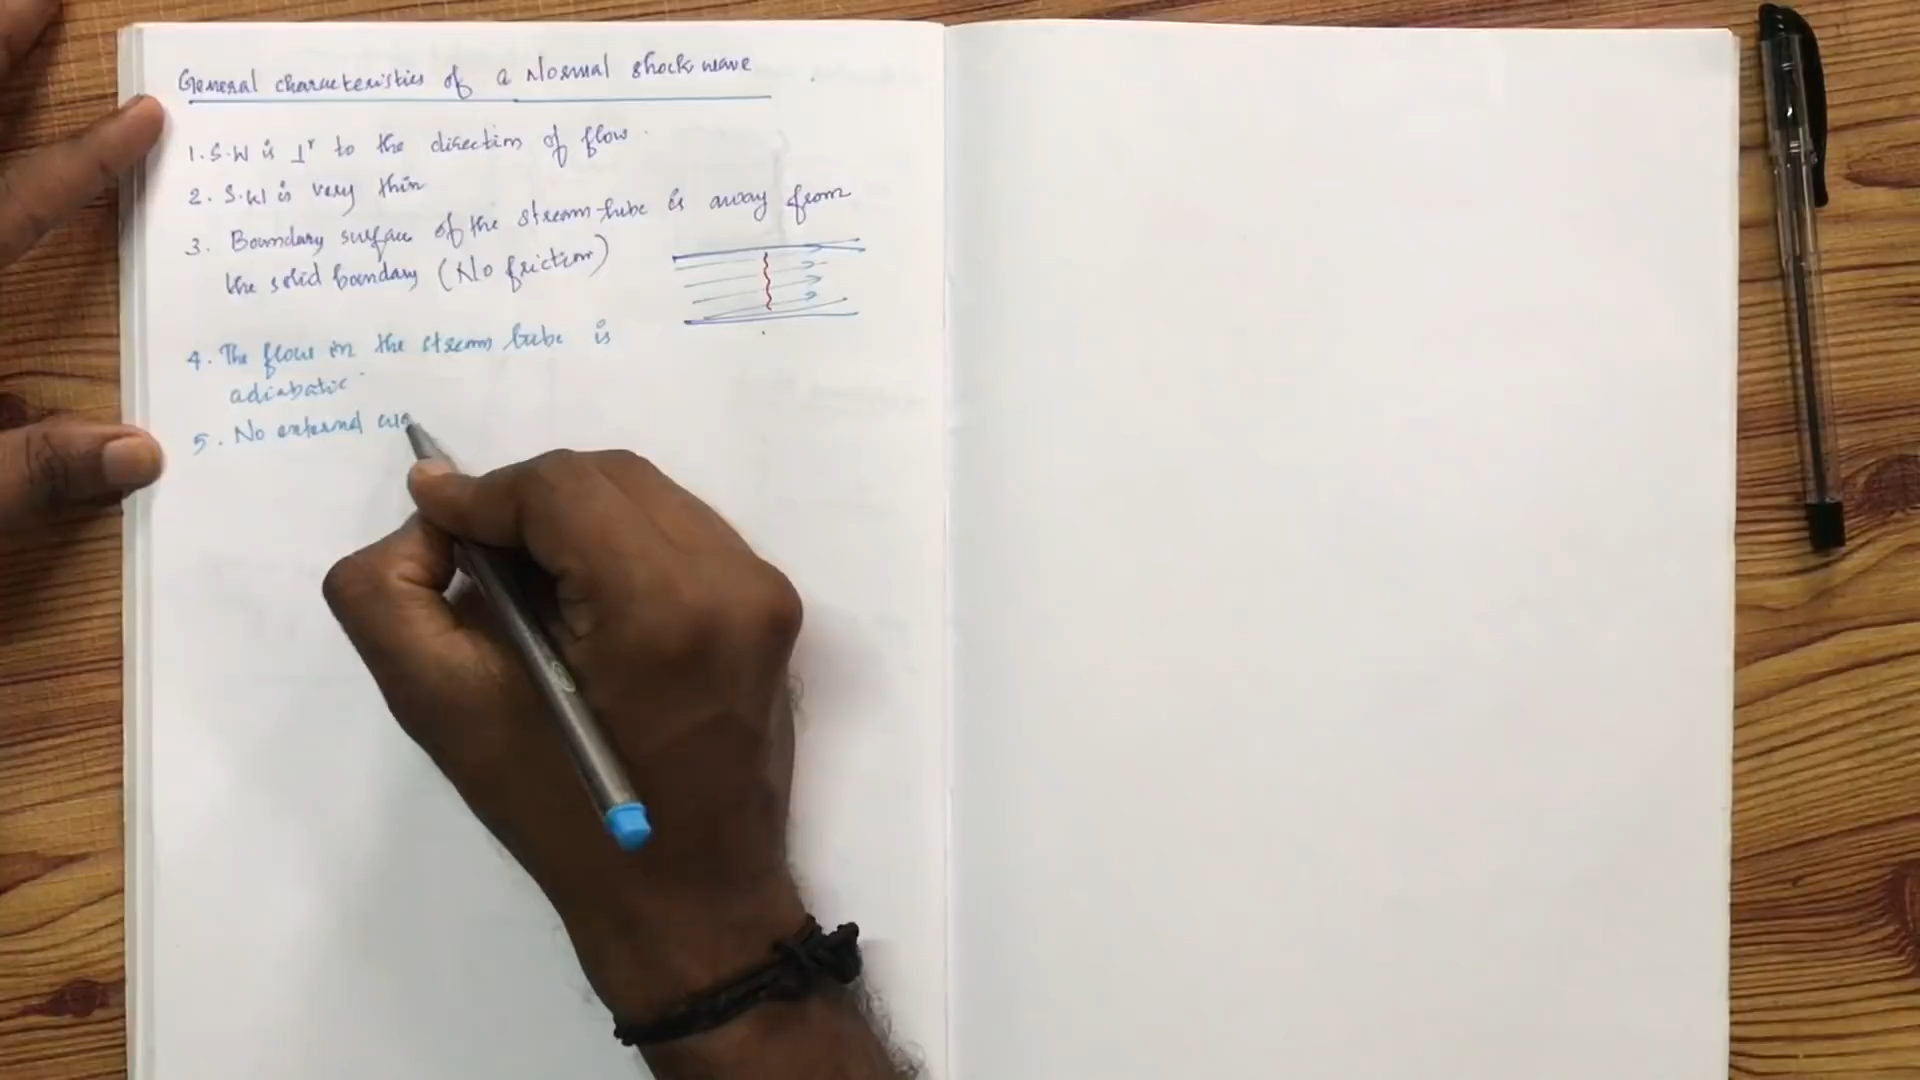 General characteristics of a Normal shock wave
1. S.W is ⊥r to the direction of flow.
2. S.W is very thin
3. Boundary surface of the stream tube is away from
the solid boundary (No friction)
4. The flow in the stream tube is
adiabatic
5. No external